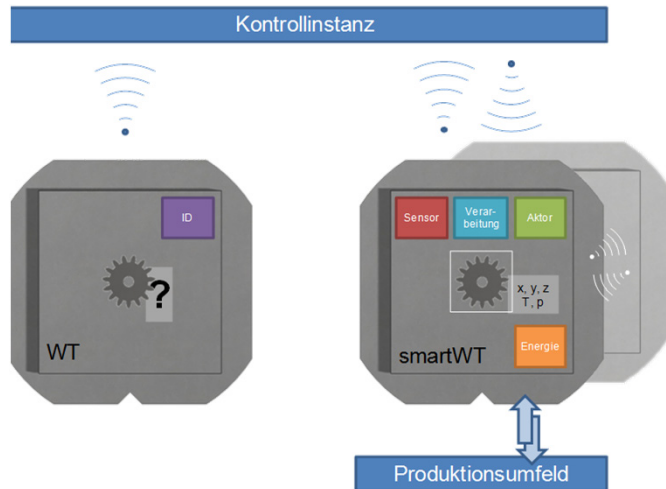 Kontrollinstanz
ID
?
WT
Sensor
Verar-
beitung
Aktor
x, y, z
T, p
smartWT
Energie
Produktionsumfeld